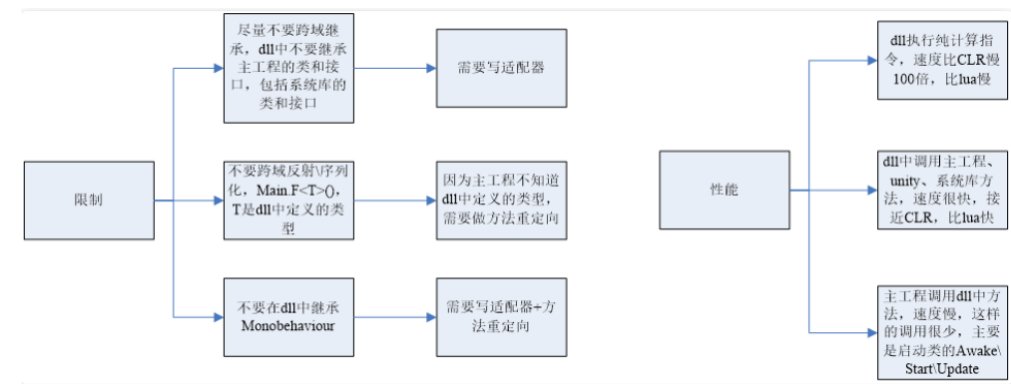 尽量不要跨域继
承，dll中不要继承
主工程的类和接
口，包括系统库的
类和接口
需要写适配器
限制
不要跨域反射\序列
化，Main.F<T>()，
T是dll中定义的类
型
因为主工程不知道
dll中定义的类型，
需要做方法重定向
不要在dll中继承
Monobehaviour
需要写适配器+方
法重定向
dll执行纯计算指
令，速度比CLR慢
100倍，比lua慢
性能
dll中调用主工程、
unity、系统库方
法，速度很快，接
近CLR，比lua快
主工程调用dll中方
法，速度慢，这样
的调用很少，主要
是启动类的Awake\
Start\Update